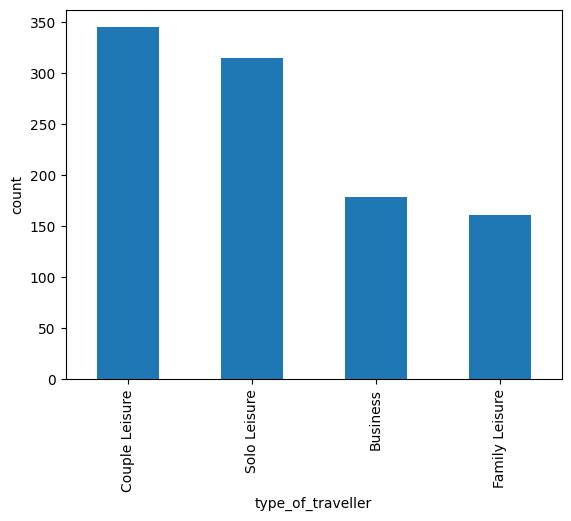 350
300
250
200
150
100
50
0
count
Couple Leisure
Solo Leisure
Business
Family Leisure
type_of_traveller